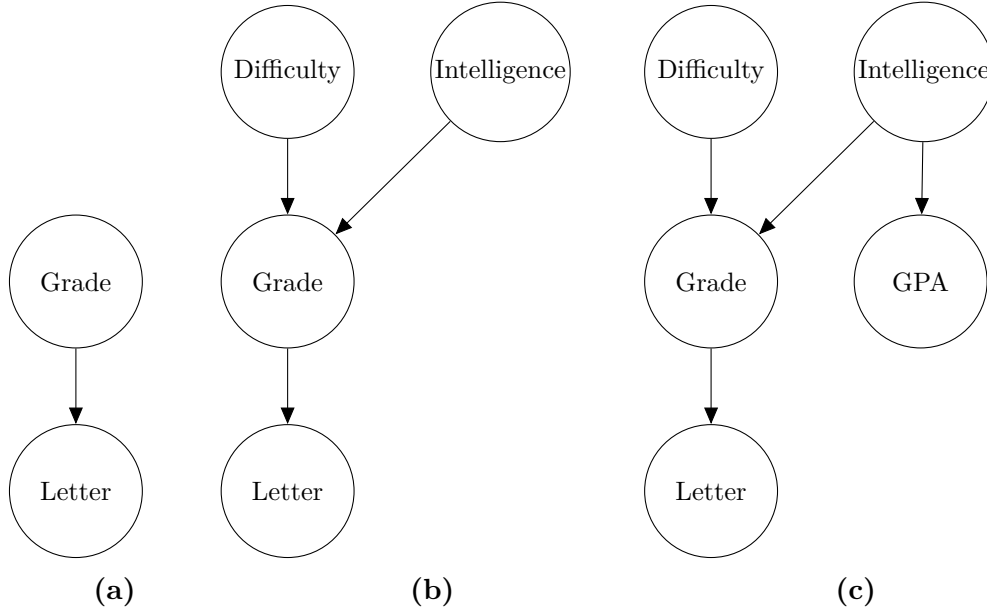 Difficulty Intelligence Difficulty Intelligence
Grade Grade Grade GPA
Letter Letter Letter
(a) (b) (c)